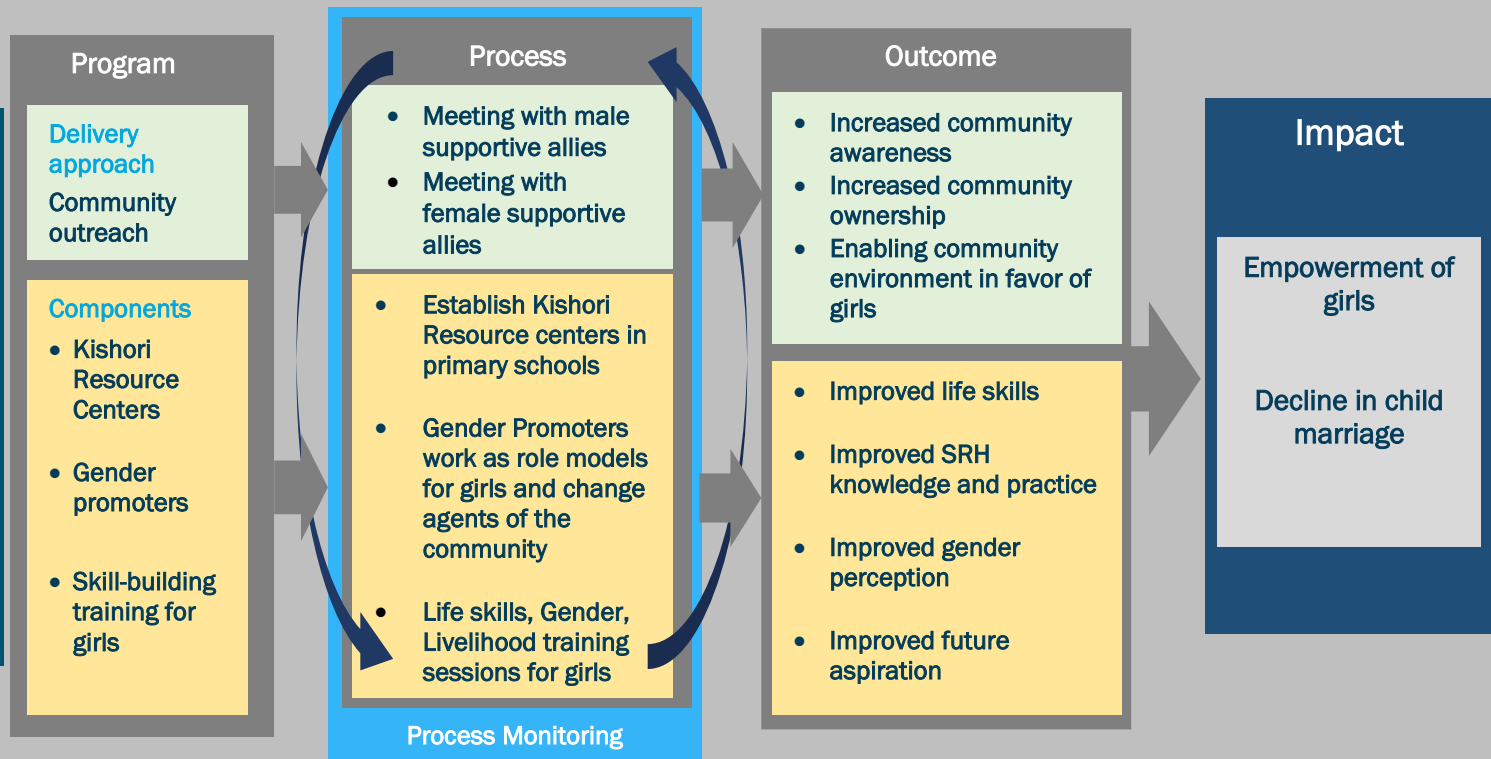 Program
Delivery
approach
Community
outreach
Components
• Kishori
Resource
Centers
• Gender
promoters
• Skill-building
training for
girls
Process
• Meeting with male
supportive allies
• Meeting with
female supportive
allies
• Establish Kishori
Resource centers in
primary schools
• Gender Promoters
work as role models
for girls and change
agents of the
community
• Life skills, Gender,
Livelihood training
sessions for girls
Process Monitoring
Outcome
• Increased community
awareness
• Increased community
ownership
• Enabling community
environment in favor of
girls
• Improved life skills
• Improved SRH
knowledge and practice
• Improved gender
perception
• Improved future
aspiration
Impact
Empowerment of
girls
Decline in child
marriage